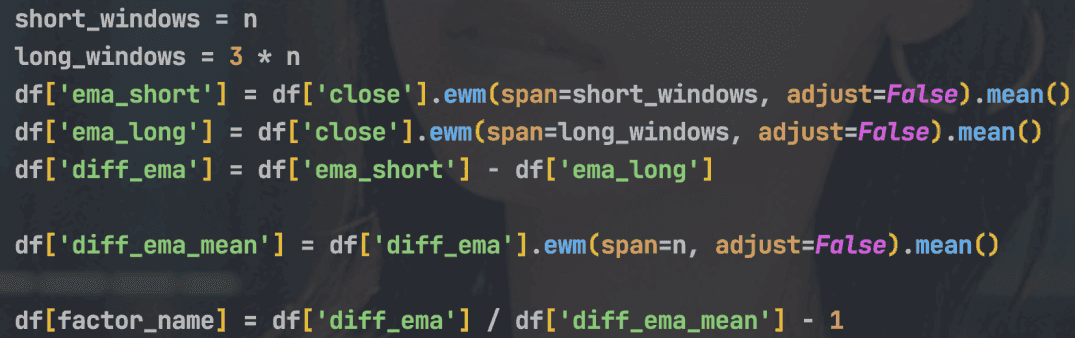 short_windows = n
long_windows = 3 * n
df['ema_short'] = df['close'].ewm(span=short_windows, adjust=False).mean()
df['ema_long'] = df['close'].ewm(span=long_windows, adjust=False).mean()
df['diff_ema'] = df['ema_short'] - df['ema_long']
df['diff_ema_mean'] = df['diff_ema'].ewm(span=n, adjust=False).mean()
df[factor_name] = df['diff_ema'] / df['diff_ema_mean'] - 1